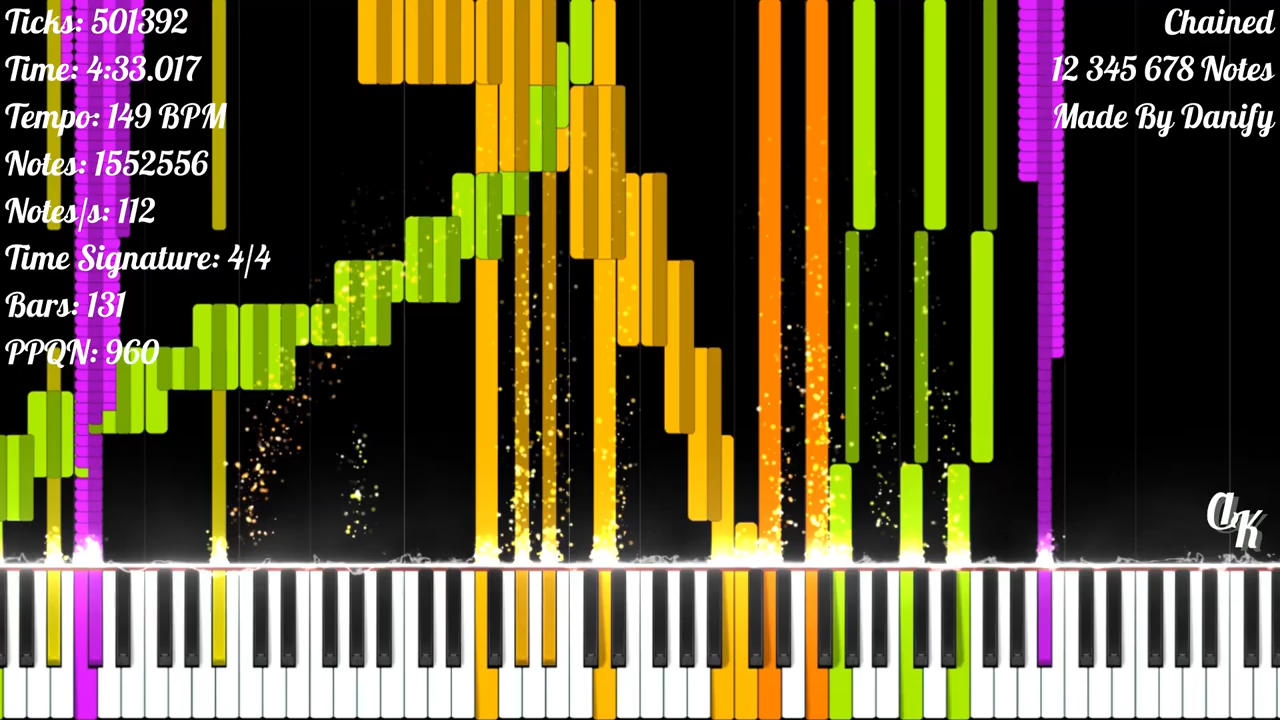 Ticks: 501392
Time: 4:33.017
Tempo: 149 BPM
Notes: 1552556
Notes/s: 112
Time Signature: 4/4
Bars: 131
PPQN: 960
Chained
12 345 678 Notes
Made By Danify
AK